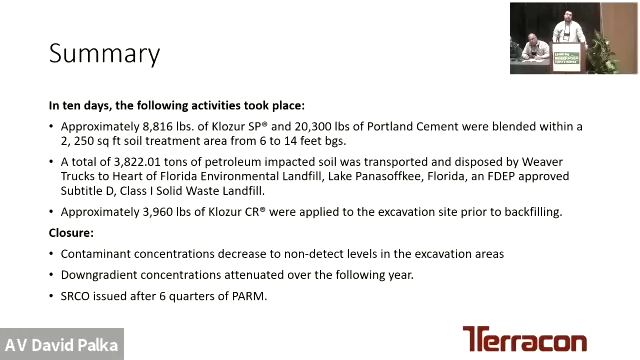 Summary
In ten days, the following activities took place:
• Approximately 8,816 lbs. of Klozur SP® and 20,300 lbs of Portland Cement were blended within a
2, 250 sq ft soil treatment area from 6 to 14 feet bgs.
• A total of 3,822.01 tons of petroleum impacted soil was transported and disposed by Weaver
Trucks to Heart of Florida Environmental Landfill, Lake Panasoffkee, Florida, an FDEP approved
Subtitle D, Class I Solid Waste Landfill.
• Approximately 3,960 lbs of Klozur CR® were applied to the excavation site prior to backfilling.
Closure:
• Contaminant concentrations decrease to non-detect levels in the excavation areas
• Downgradient concentrations attenuated over the following year.
• SRCO issued after 6 quarters of PARM.
AV David Palka
Terracon